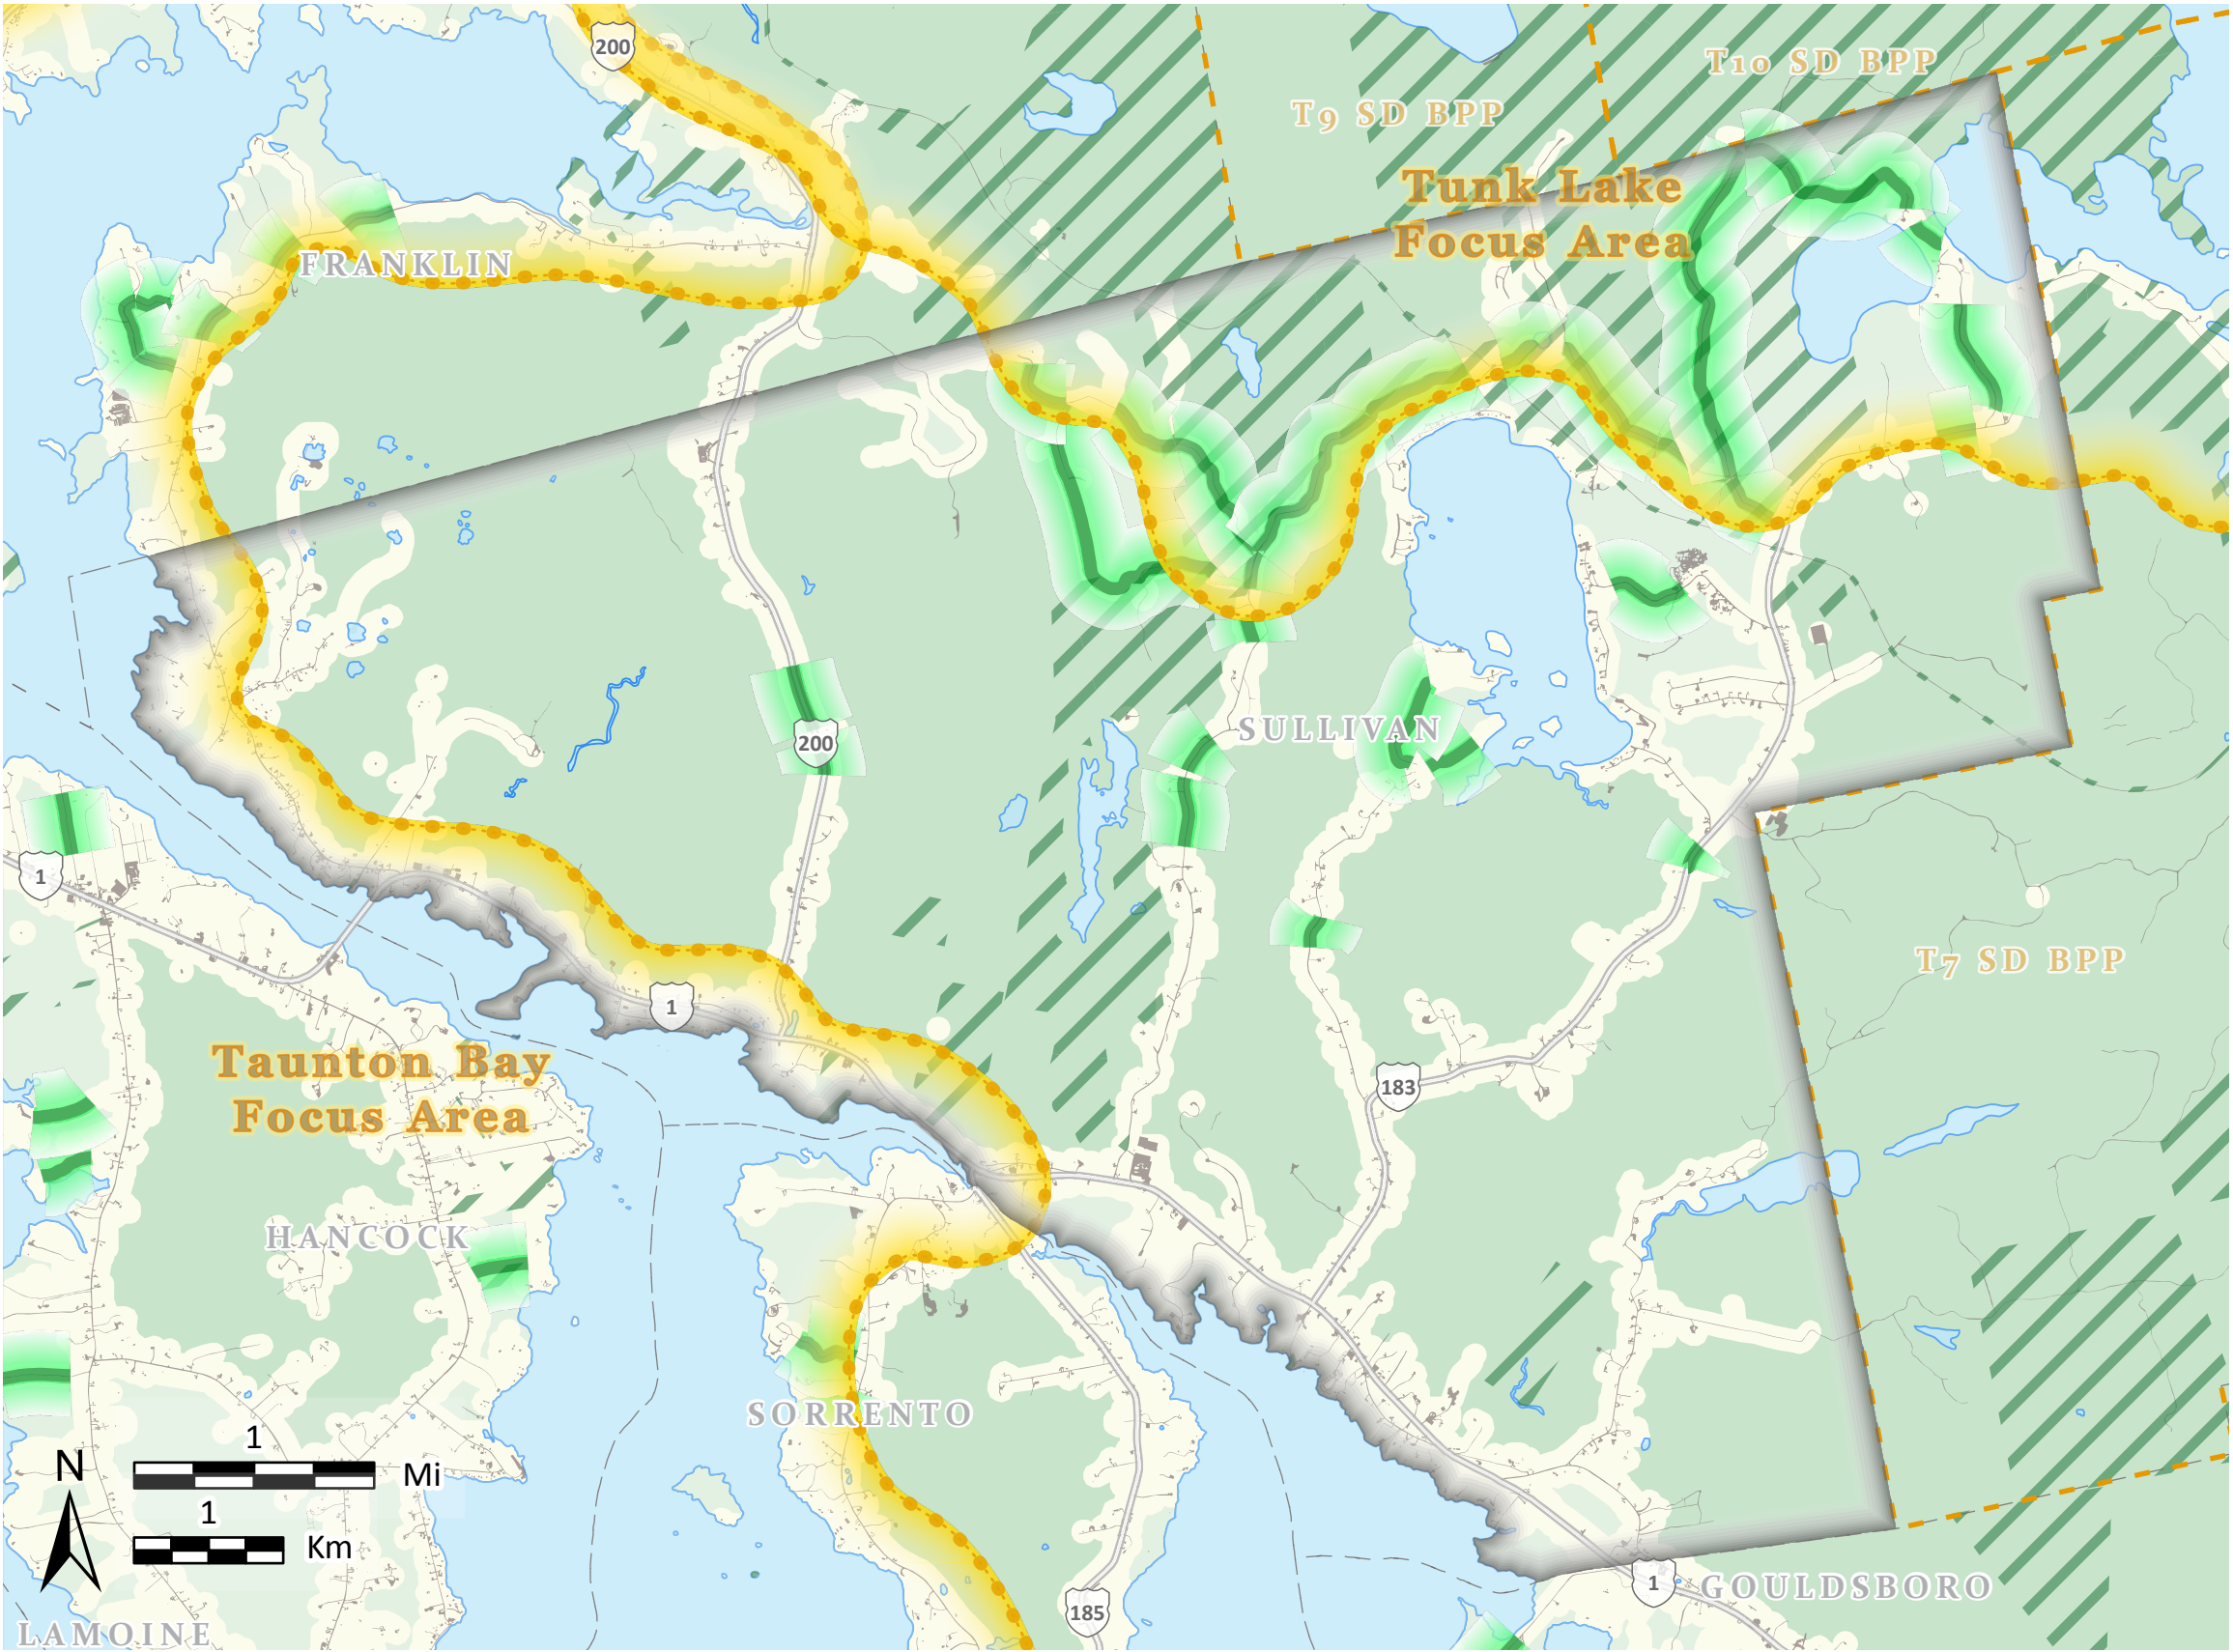 200
T10 SD BPP
T9 SD BPP
Tunk Lake
Focus Area
FRANKLIN
SULLIVAN
200
1
T7 SD BPP
1
Taunton Bay
Focus Area
183
HANCOCK
SORRENTO
1
N
Mi
1
Km
185
1
GOULDSBORO
LAMOINE